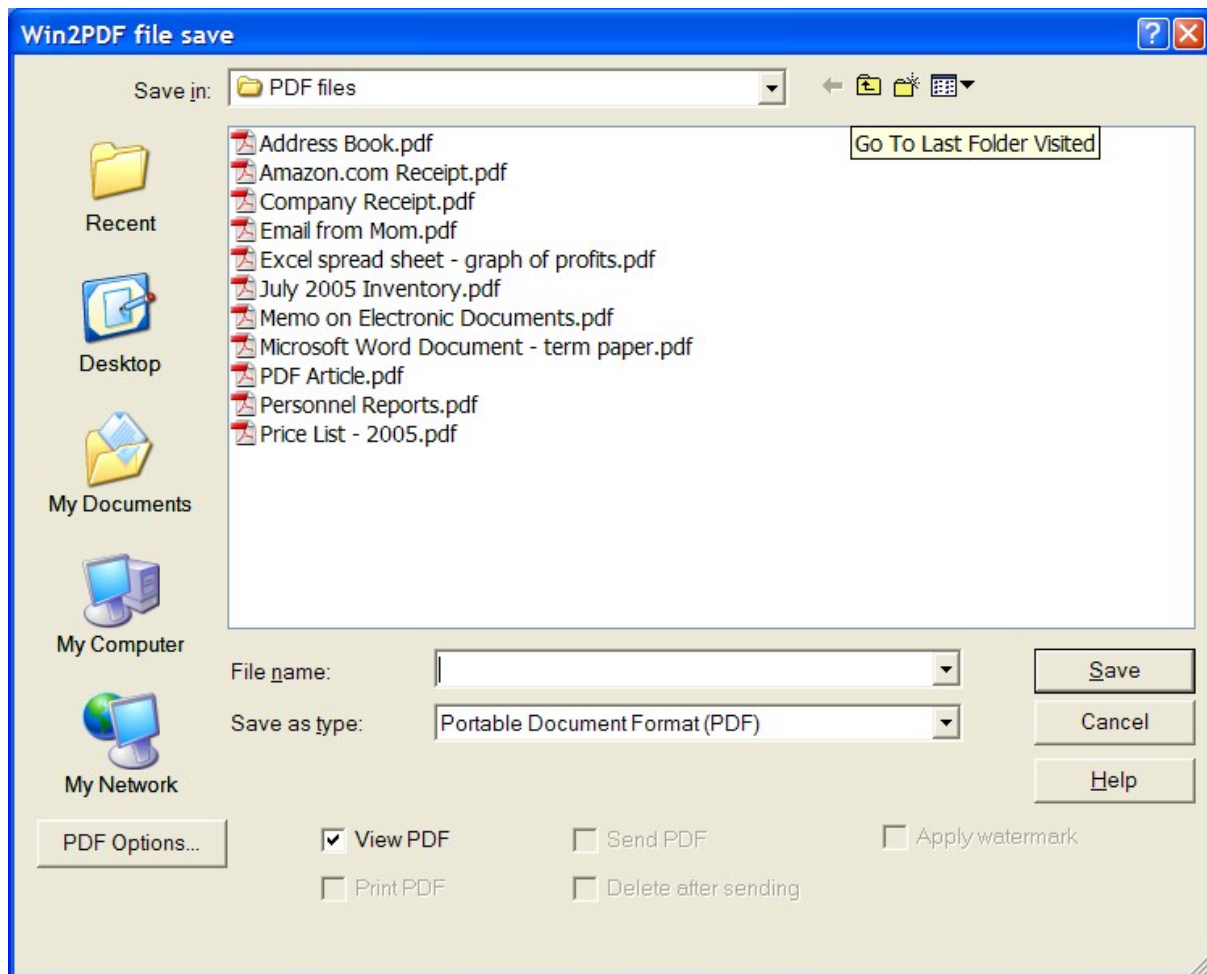 Win2PDF file save
Save in: PDF files
Go To Last Folder Visited
Address Book.pdf
Amazon.com Receipt.pdf
Company Receipt.pdf
Email from Mom.pdf
Excel spread sheet - graph of profits.pdf
July 2005 Inventory.pdf
Memo on Electronic Documents.pdf
Microsoft Word Document - term paper.pdf
PDF Article.pdf
Personnel Reports.pdf
Price List - 2005.pdf
Recent
Desktop
My Documents
My Computer
My Network
File name:
Save
Save as type: Portable Document Format (PDF)
Cancel
Help
PDF Options...
View PDF
Send PDF
Apply watermark
Print PDF
Delete after sending